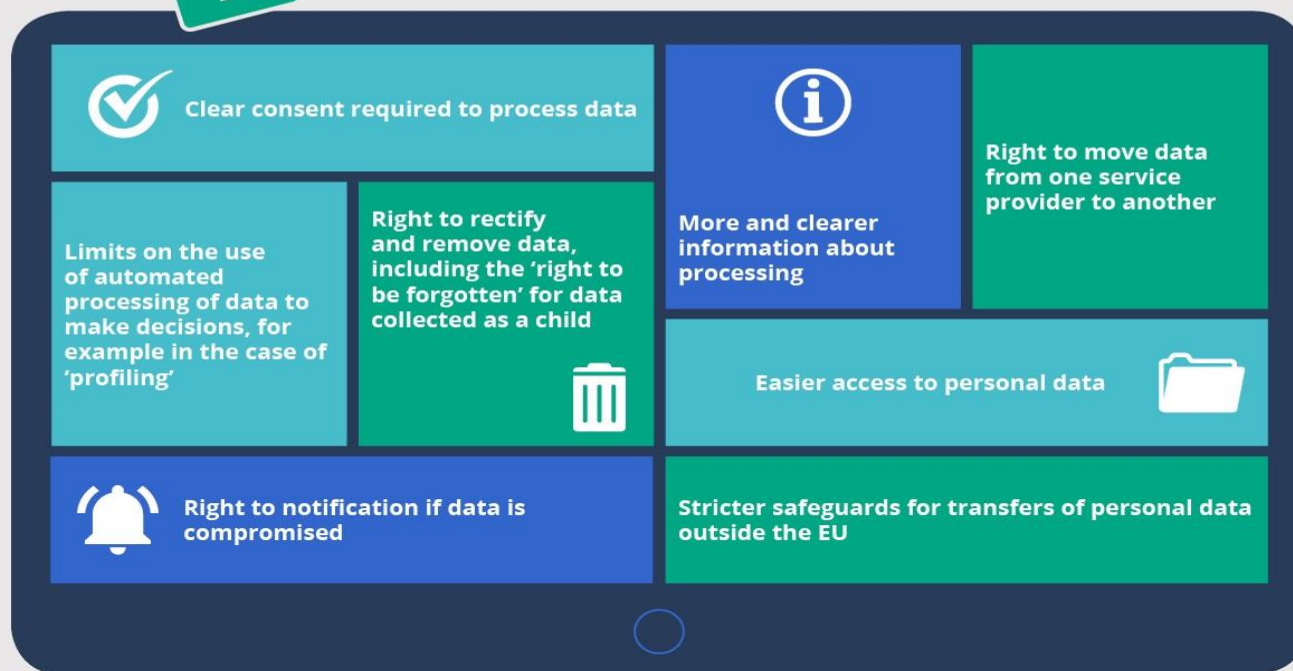 Clear consent required to process data
Limits on the use
of automated
processing of data to
make decisions, for
example in the case of
‘profiling’
Right to rectify
and remove data,
including the ‘right to
be forgotten’ for data
collected as a child
More and clearer
information about
processing
Right to move data
from one service
provider to another
Easier access to personal data
Right to notification if data is
compromised
Stricter safeguards for transfers of personal data
outside the EU